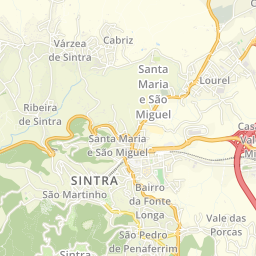 Cabriz
Várzea
de Sintra
Santa
Maria
e São
Miguel
Lourel
Ribeira
de Sintra
Santa Maria
e São Miguel
SINTRA
São Martinho
Bairro
da Fonte
Longa
Vale das
Porcas
São Pedro
de Penaferrim
Sintra